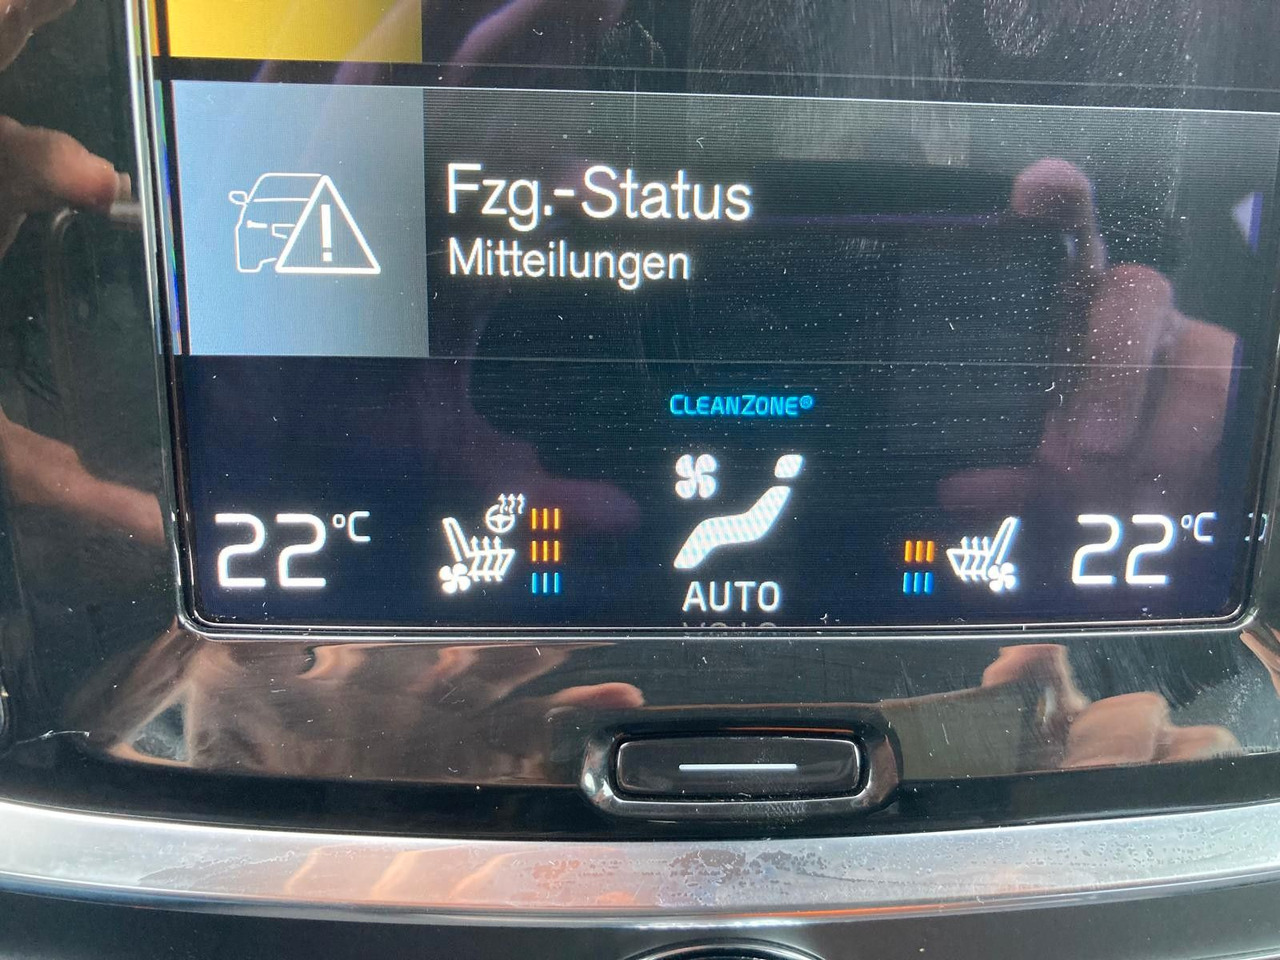 Fzg.-Status
Mitteilungen
CLEANZONE®
22°C
22°C
AUTO